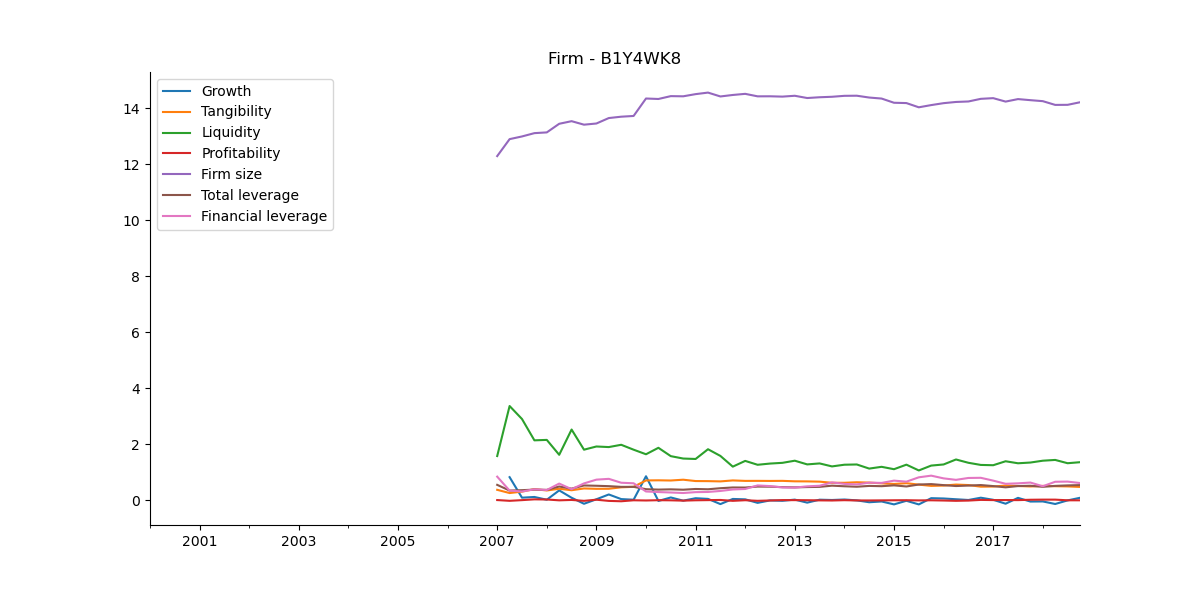 Firm - B1Y4WK8
Growth
Tangibility
Liquidity
Profitability
Firm size
Total leverage
Financial leverage
14
12
10
8
6
4
2
0
2001 2003 2005 2007 2009 2011 2013 2015 2017